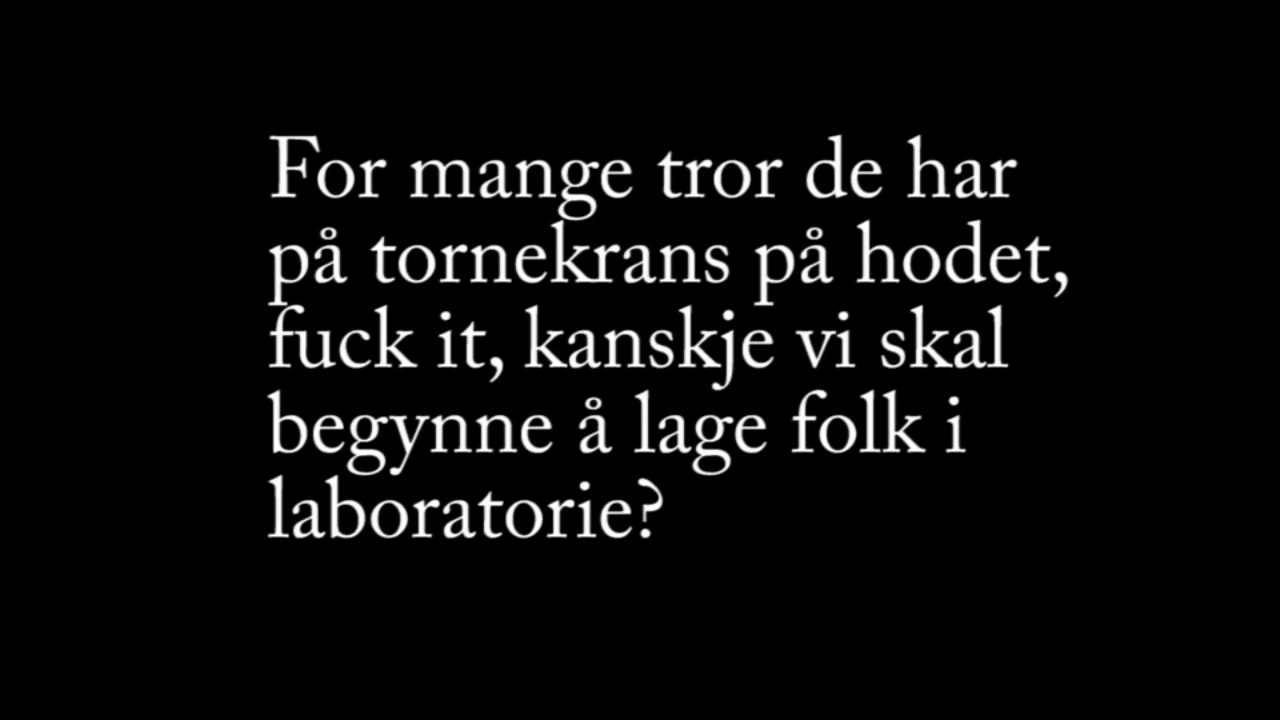 For mange tror de har
på tornekrans på hodet,
fuck it, kanskje vi skal
begynne å lage folk i
laboratorie?